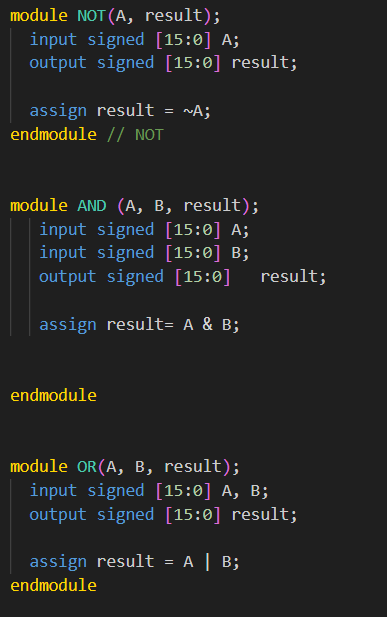 module NOT(A, result);
input signed [15:0] A;
output signed [15:0] result;
assign result = ~A;
endmodule // NOT
module AND (A, B, result);
input signed [15:0] A;
input signed [15:0] B;
output signed [15:0]   result;
assign result= A & B;
endmodule
module OR(A, B, result);
input signed [15:0] A, B;
output signed [15:0] result;
assign result = A | B;
endmodule